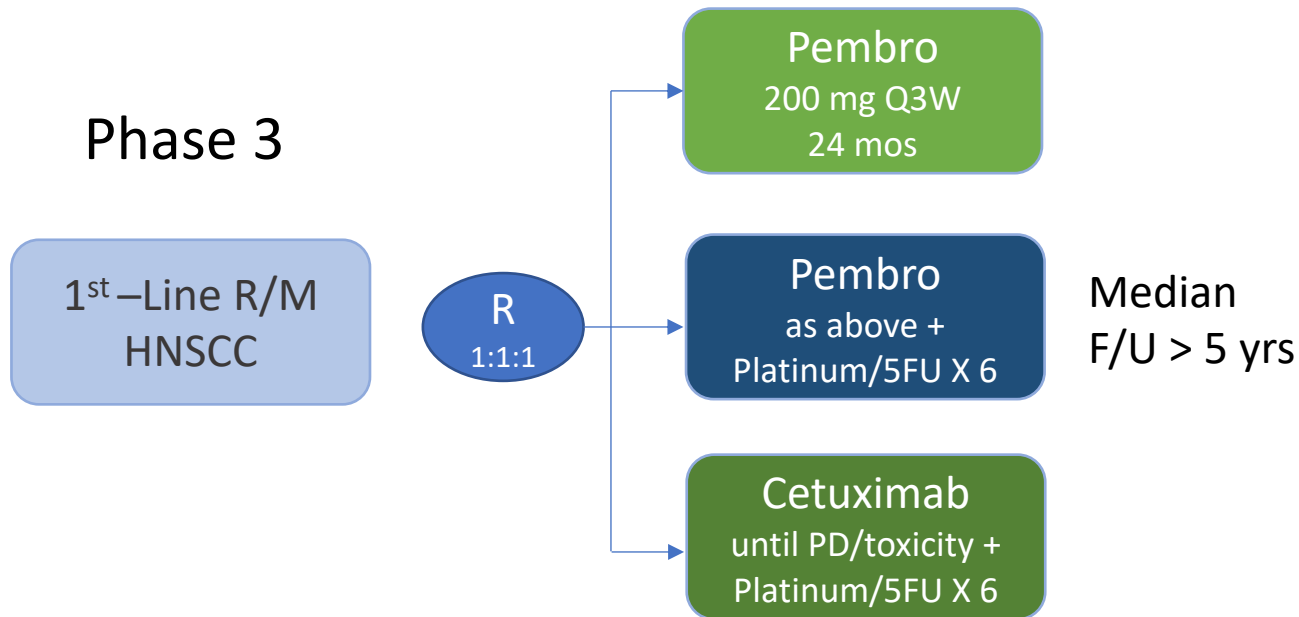 Phase 3
1st –Line R/M
HNSCC
R
1:1:1
Pembro
200 mg Q3W
24 mos
Pembro
as above +
Platinum/5FU X 6
Cetuximab
until PD/toxicity +
Platinum/5FU X 6
Median
F/U > 5 yrs